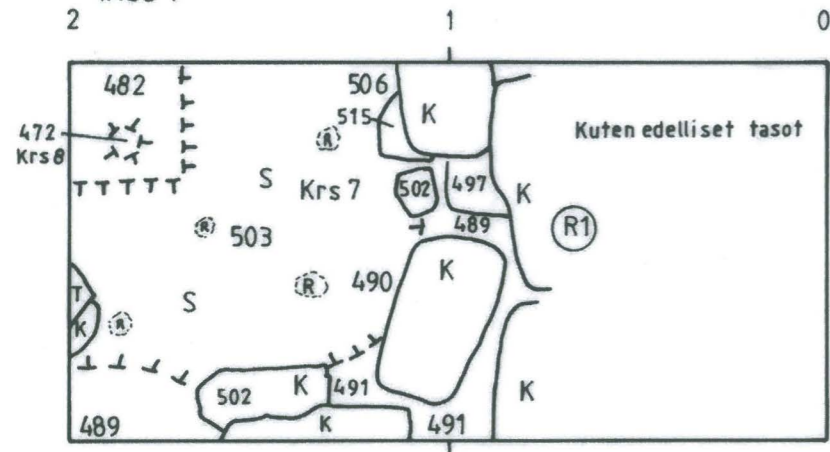 2 1 0
482
506
K
515
R
Kuten edelliset tasot
472
Krs 8
S
Krs 7
502
497
K
R
503
489
R1
R
490
K
T
S
K
R
502
K
491
K
K
489
491